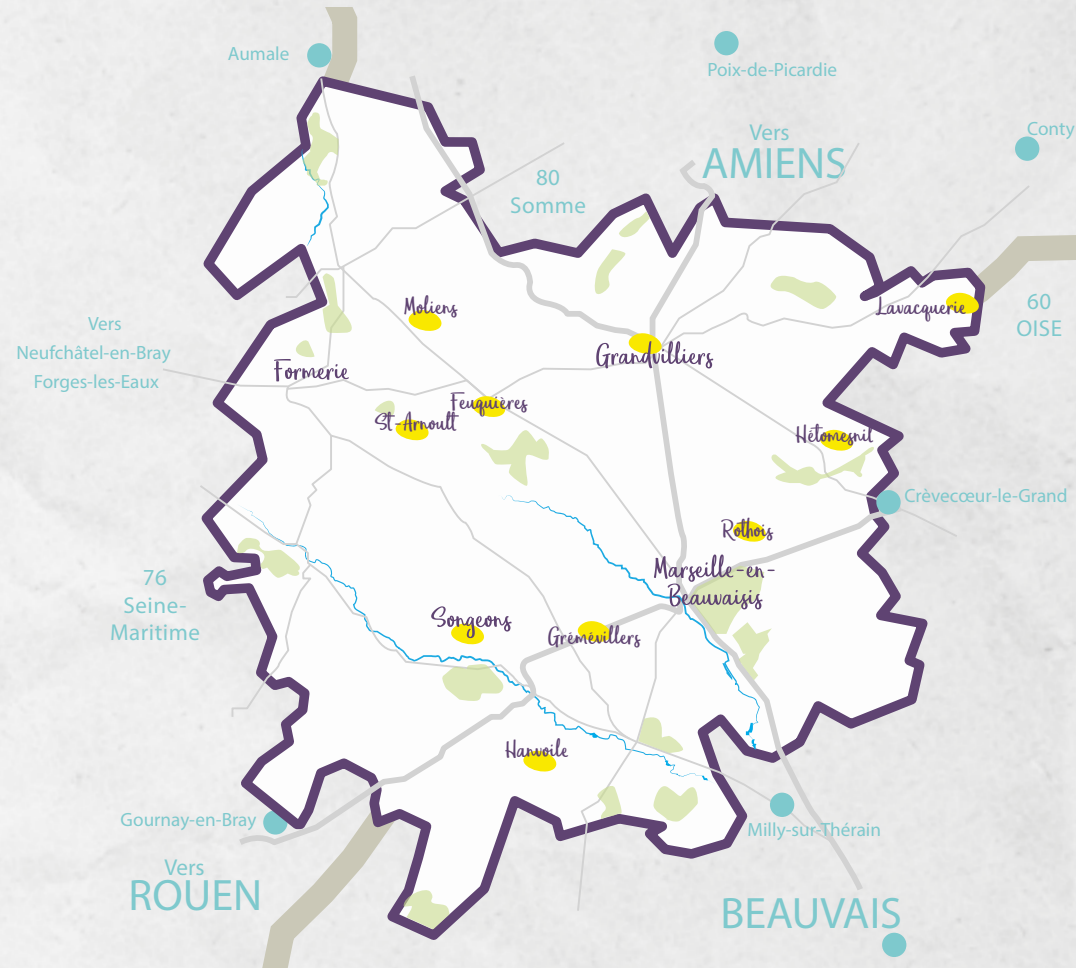 Aumale
Poix-de-Picardie
Conty
Vers
AMIENS
80
Somme
Lavacquerie
60
OISE
Moliens
Vers
Neufchâtel-en-Bray
Forges-les-Eaux
Grandvilliers
Formerie
Feuquières
St-Arnoult
Hétomesnil
Crèvecœur-le-Grand
Rothois
Marseille-en-
Beauvaisis
76
Seine-
Maritime
Songeons
Grémévillers
Hanvoile
Gournay-en-Bray
Milly-sur-Thérain
Vers
ROUEN
BEAUVAIS